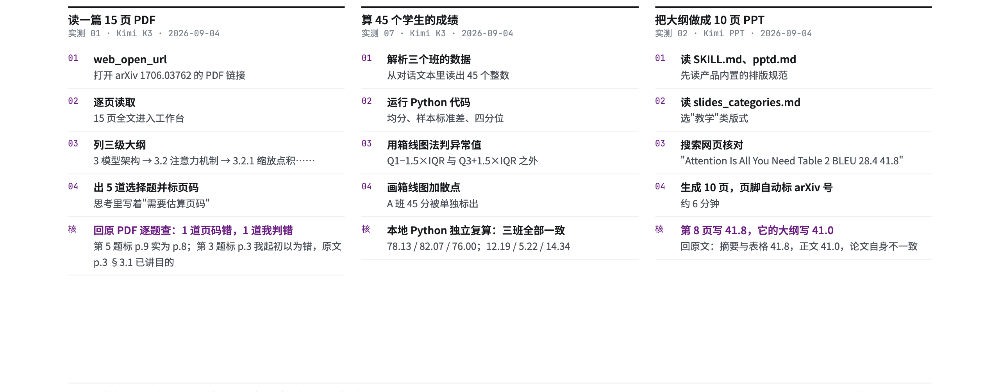 读一篇 15 页 PDF
实测 01 · Kimi K3 · 2026-09-04
01
web_open_url
打开 arXiv 1706.03762 的 PDF 链接
02
逐页读取
15 页全文进入工作台
03
列三级大纲
3 模型架构 → 3.2 注意力机制 → 3.2.1 缩放点积……
04
出 5 道选择题并标页码
思考里写着"需要估算页码"
核
回原 PDF 逐题查：1 道页码错，1 道我判错
第 5 题标 p.9 实为 p.8；第 3 题标 p.3 我起初以为错，原文
p.3 §3.1 已讲目的
算 45 个学生的成绩
实测 07 · Kimi K3 · 2026-09-04
01
解析三个班的数据
从对话文本里读出 45 个整数
02
运行 Python 代码
均分、样本标准差、四分位
03
用箱线图法判异常值
Q1−1.5×IQR 与 Q3+1.5×IQR 之外
04
画箱线图加散点
A 班 45 分被单独标出
核
本地 Python 独立复算：三班全部一致
78.13 / 82.07 / 76.00；12.19 / 5.22 / 14.34
把大纲做成 10 页 PPT
实测 02 · Kimi PPT · 2026-09-04
01
读 SKILL.md、pptd.md
先读产品内置的排版规范
02
读 slides_categories.md
选"教学"类版式
03
搜索网页核对
"Attention Is All You Need Table 2 BLEU 28.4 41.8"
04
生成 10 页，页脚自动标 arXiv 号
约 6 分钟
核
第 8 页写 41.8，它的大纲写 41.0
回原文：摘要与表格 41.8，正文 41.0，论文自身不一致